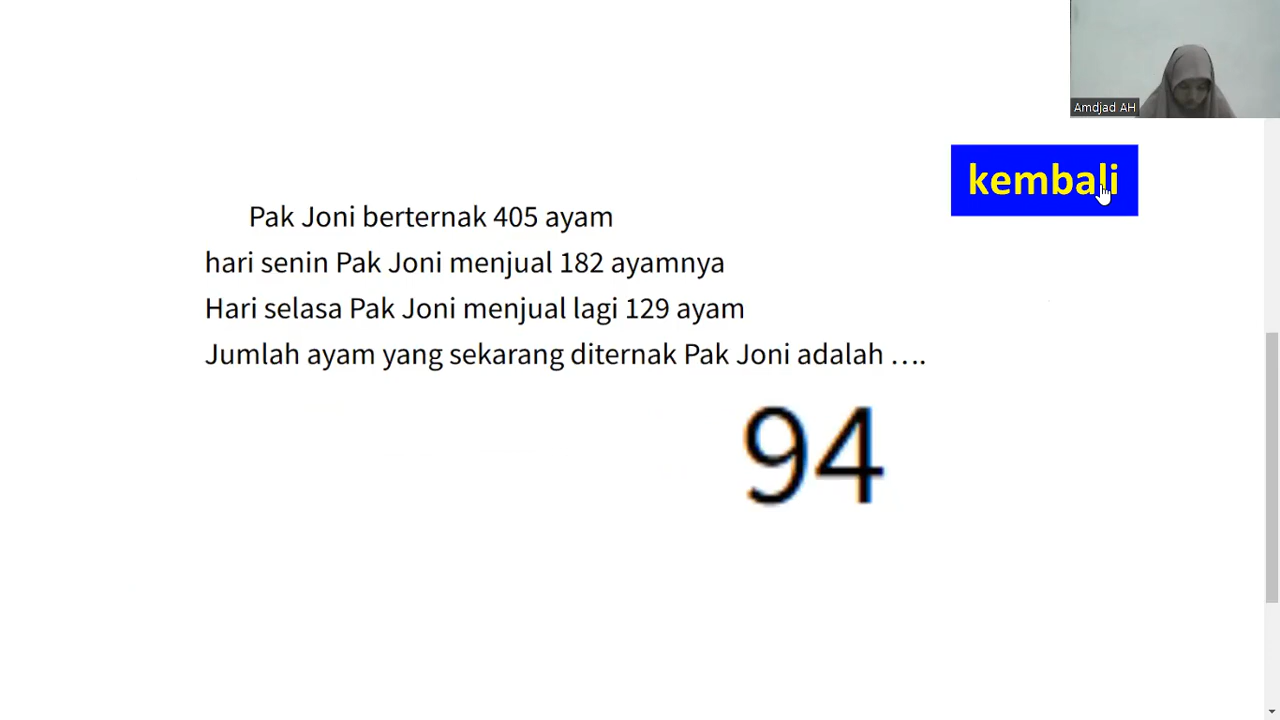 Amdjad AH
kembali
Pak Joni berternak 405 ayam
hari senin Pak Joni menjual 182 ayamnya
Hari selasa Pak Joni menjual lagi 129 ayam
Jumlah ayam yang sekarang diternak Pak Joni adalah ….
94